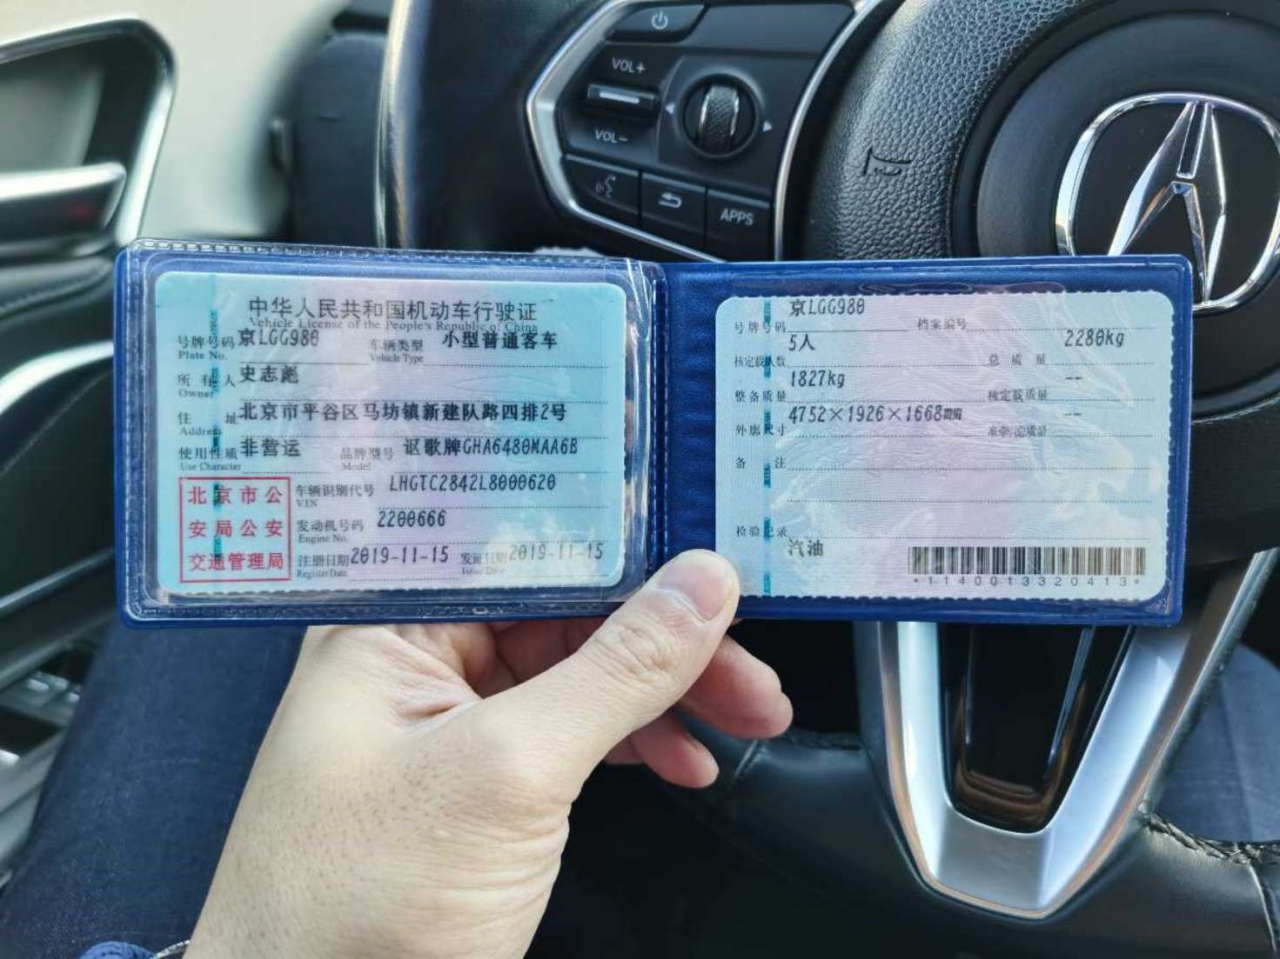 VOL+
VOL-
APPS
中华人民共和国机动车行驶证
Vehicle License of the People's Republic of China
号牌号码 京LGG980 车辆类型 小型普通客车
Plate No. Vehicle Type
所有人 史志彪
Owner
住址 北京市平谷区马坊镇新建队路四排2号
Address
使用性质 非营运 品牌型号 讴歌牌GHA6480MAA6B
Use Character Model
北京市公
安局公安
交通管理局
车辆识别代号 LHGTC2842L8000620
VIN
发动机号码 2200666
Engine No.
注册日期 2019-11-15 发证日期 2019-11-15
Register Date Issue Date
号牌号码 京LGG980 档案编号
核定载人数 5人 总质量 2280kg
整备质量 1827kg 核定载质量 --
外廓尺寸 4752×1926×1668 准牵引总质量 --
备注
检验记录
汽油
*1140013320413*